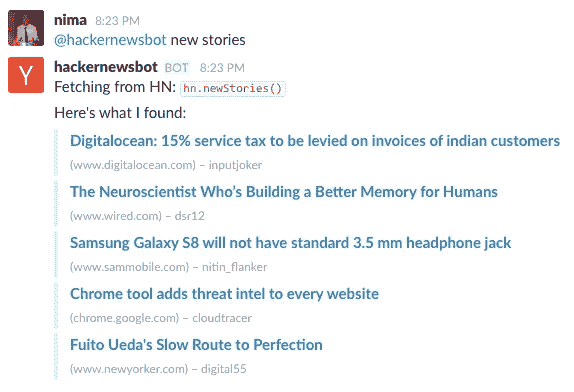 nima 8:23 PM
@hackernewsbot new stories
Y
hackernewsbot BOT 8:23 PM
Fetching from HN: hn.newStories()
Here's what I found:
Digitalocean: 15% service tax to be levied on invoices of indian customers
(www.digitalocean.com) – inputjoker
The Neuroscientist Who's Building a Better Memory for Humans
(www.wired.com) – dsr12
Samsung Galaxy S8 will not have standard 3.5 mm headphone jack
(www.sammobile.com) – nitin_flanker
Chrome tool adds threat intel to every website
(chrome.google.com) – cloudtracer
Fuito Ueda's Slow Route to Perfection
(www.newyorker.com) – digital55